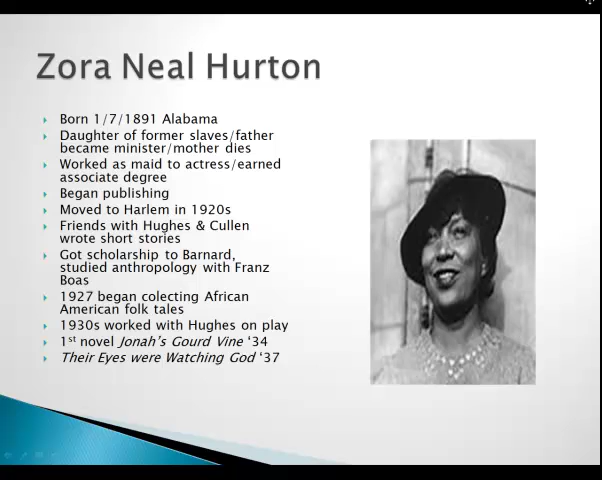 Zora Neal Hurton
Born 1/7/1891 Alabama
Daughter of former slaves/father
became minister/mother dies
Worked as maid to actress/earned
associate degree
Began publishing
Moved to Harlem in 1920s
Friends with Hughes & Cullen
wrote short stories
Got scholarship to Barnard,
studied anthropology with Franz
Boas
1927 began colecting African
American folk tales
1930s worked with Hughes on play
1st novel Jonah's Gourd Vine '34
Their Eyes were Watching God '37